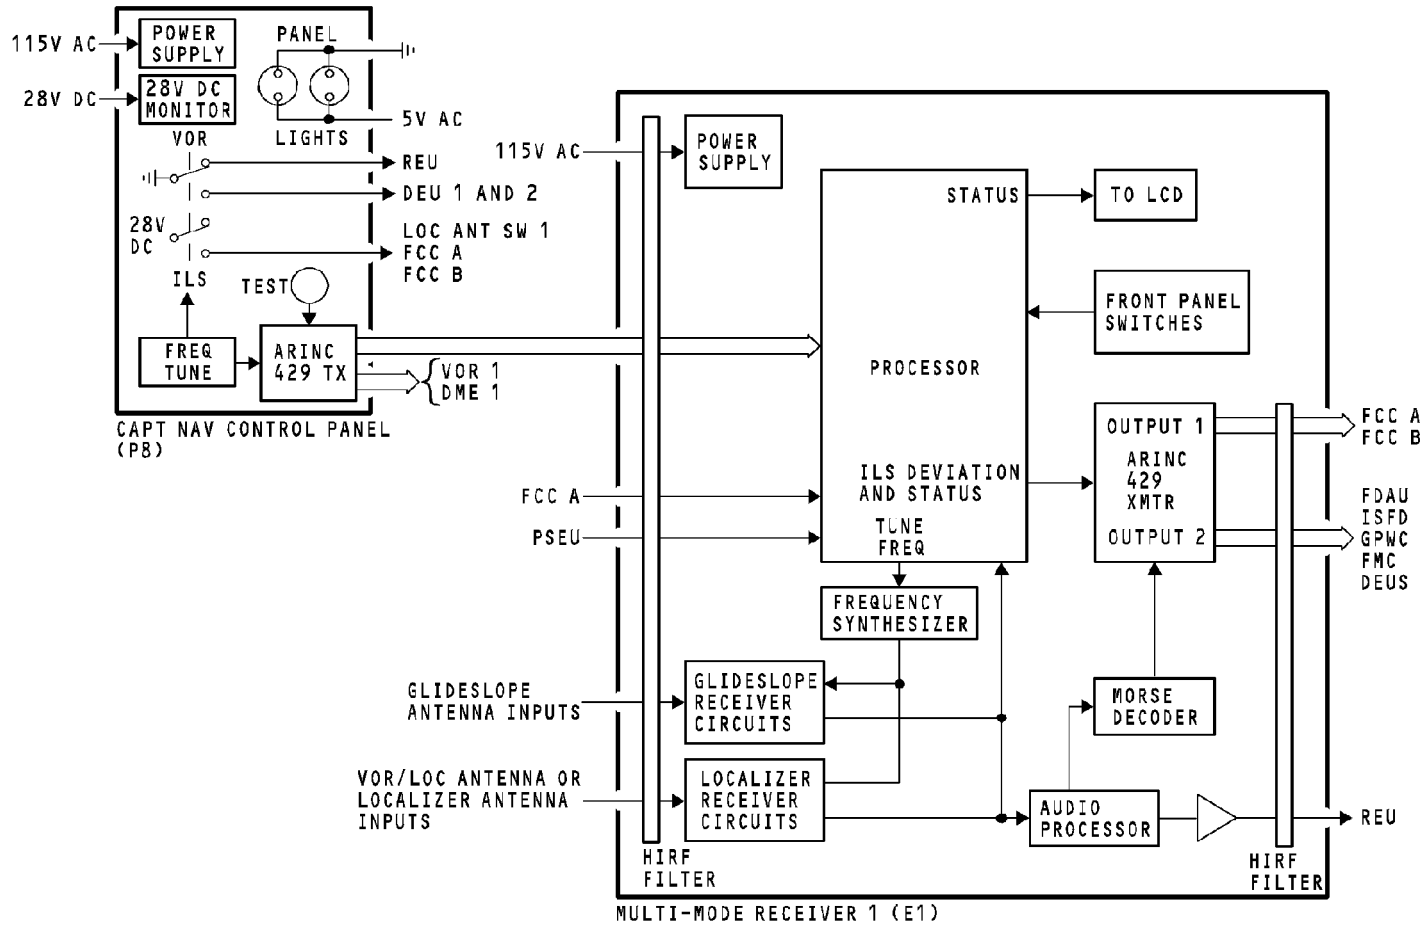 115V AC
POWER
SUPPLY
PANEL
28V DC
28V DC
MONITOR
5V AC
LIGHTS
VOR
REU
DEU 1 AND 2
28V
DC
LOC ANT SW 1
FCC A
FCC B
ILS
TEST
FREQ
TUNE
ARINC
429 TX
VOR 1
DME 1
CAPT NAV CONTROL PANEL
(P8)
115V AC
POWER
SUPPLY
STATUS
TO LCD
FRONT PANEL
SWITCHES
PROCESSOR
FCC A
PSEU
ILS DEVIATION
AND STATUS
TUNE
FREQ
OUTPUT 1
ARINC
429
XMTR
OUTPUT 2
FCC A
FCC B
FDAU
ISFD
GPWC
FMC
DEUS
FREQUENCY
SYNTHESIZER
GLIDESLOPE
ANTENNA INPUTS
GLIDESLOPE
RECEIVER
CIRCUITS
MORSE
DECODER
VOR/LOC ANTENNA OR
LOCALIZER ANTENNA
INPUTS
LOCALIZER
RECEIVER
CIRCUITS
AUDIO
PROCESSOR
REU
HIRF
FILTER
HIRF
FILTER
MULTI-MODE RECEIVER 1 (E1)